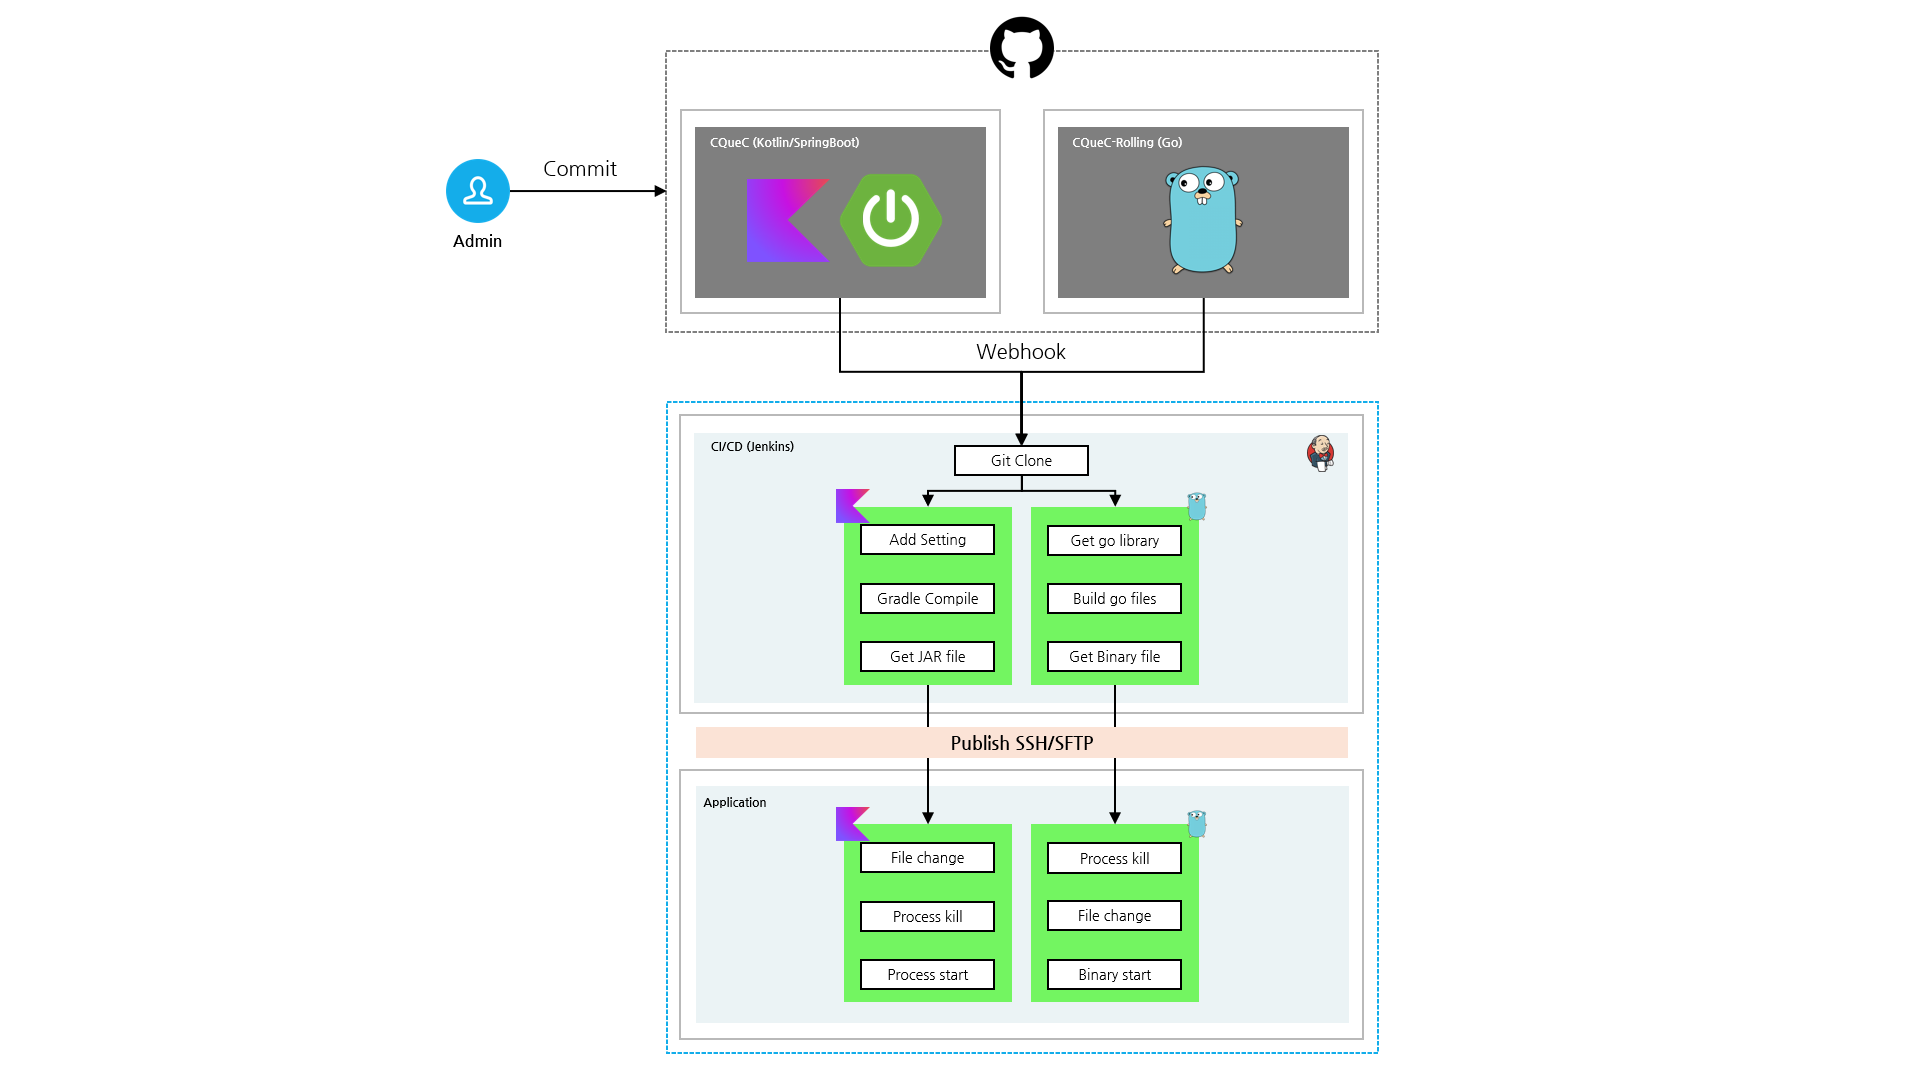 Commit
Admin
CQueC (Kotlin/SpringBoot)
CQueC-Rolling (Go)
Webhook
CI/CD (Jenkins)
Git Clone
Add Setting
Gradle Compile
Get JAR file
Get go library
Build go files
Get Binary file
Publish SSH/SFTP
Application
File change
Process kill
Process start
Process kill
File change
Binary start